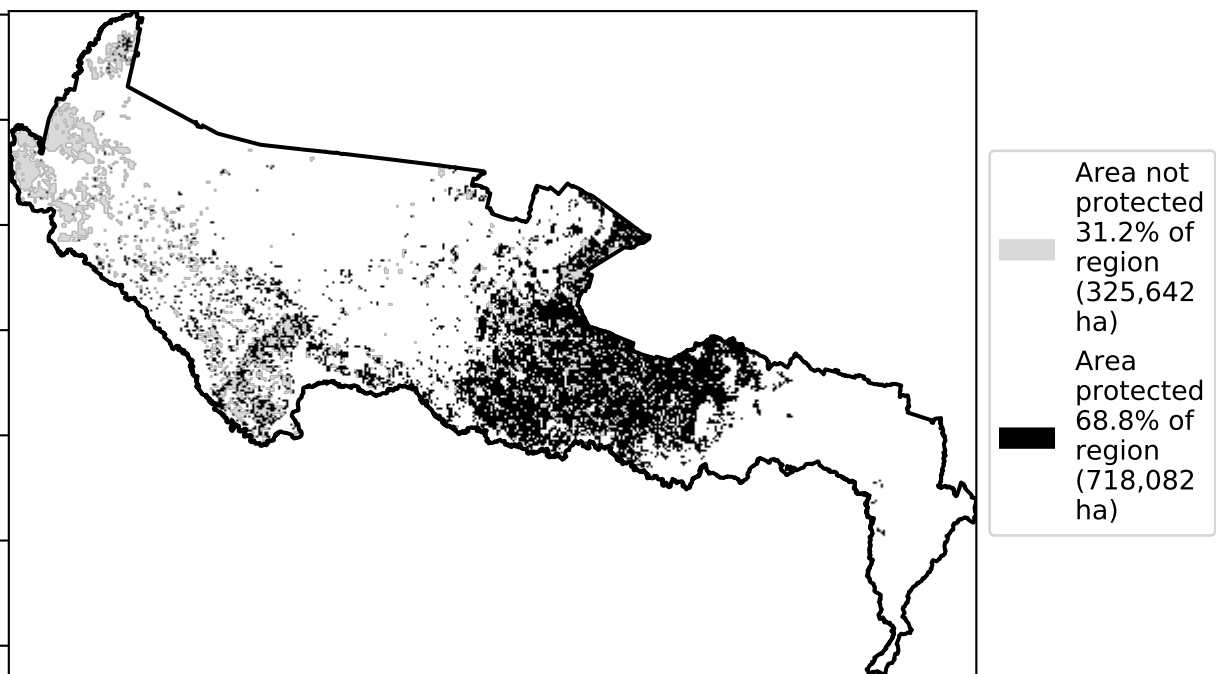 Area not
protected
31.2% of
region
(325,642
ha)
Area
protected
68.8% of
region
(718,082
ha)